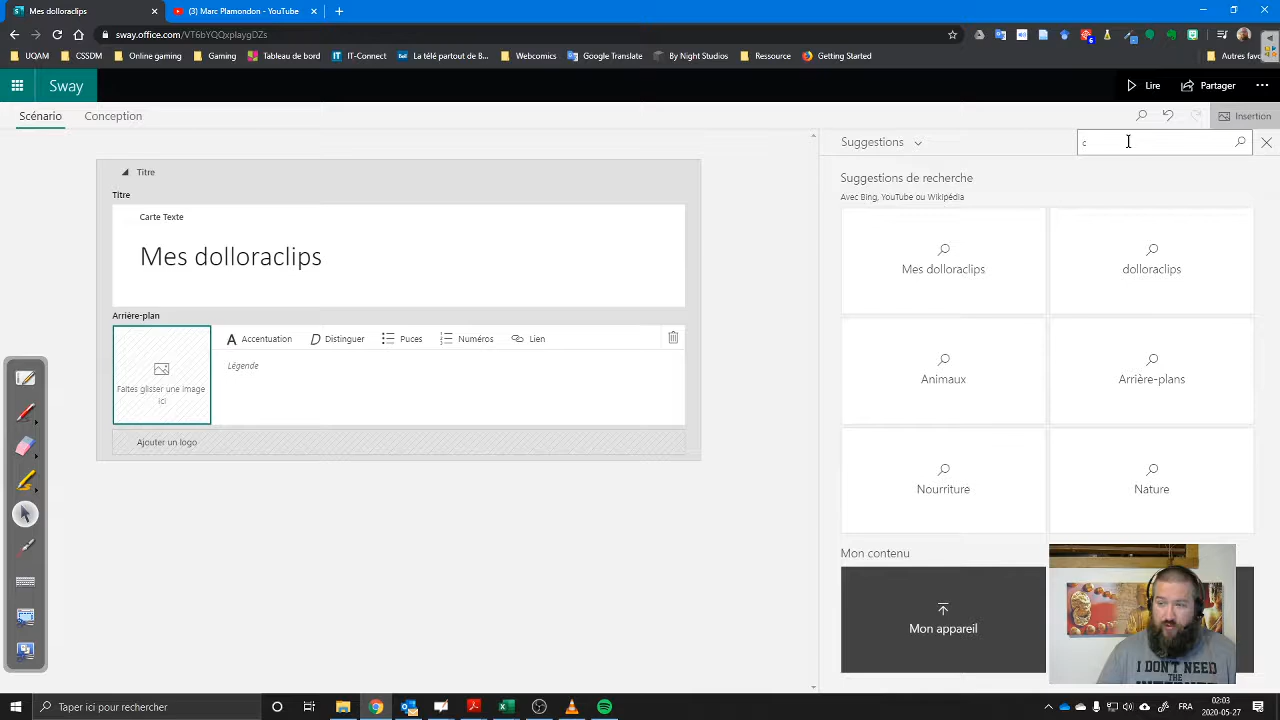 Mes dolloraclips
(3) Marc Plamondon - YouTube
sway.office.com/VT6bYQQxplaygDZs
UQAM
CSSDM
Online gaming
Gaming
Tableau de bord
IT-Connect
La télé partout de B...
Webcomics
Google Translate
By Night Studios
Ressource
Getting Started
Autres favo
Sway
Lire
Partager
Scénario
Conception
Insertion
Suggestions
c
Titre
Titre
Carte Texte
Mes dolloraclips
Arrière-plan
Faites glisser une image
ici
Accentuation
Distinguer
Puces
Numéros
Lien
Légende
Ajouter un logo
Suggestions de recherche
Avec Bing, YouTube ou Wikipédia
Mes dolloraclips
dolloraclips
Animaux
Arrière-plans
Nourriture
Nature
Mon contenu
Mon appareil
I DON'T NEED
THE
Taper ici pour rechercher
FRA
02:03
2020-05-27